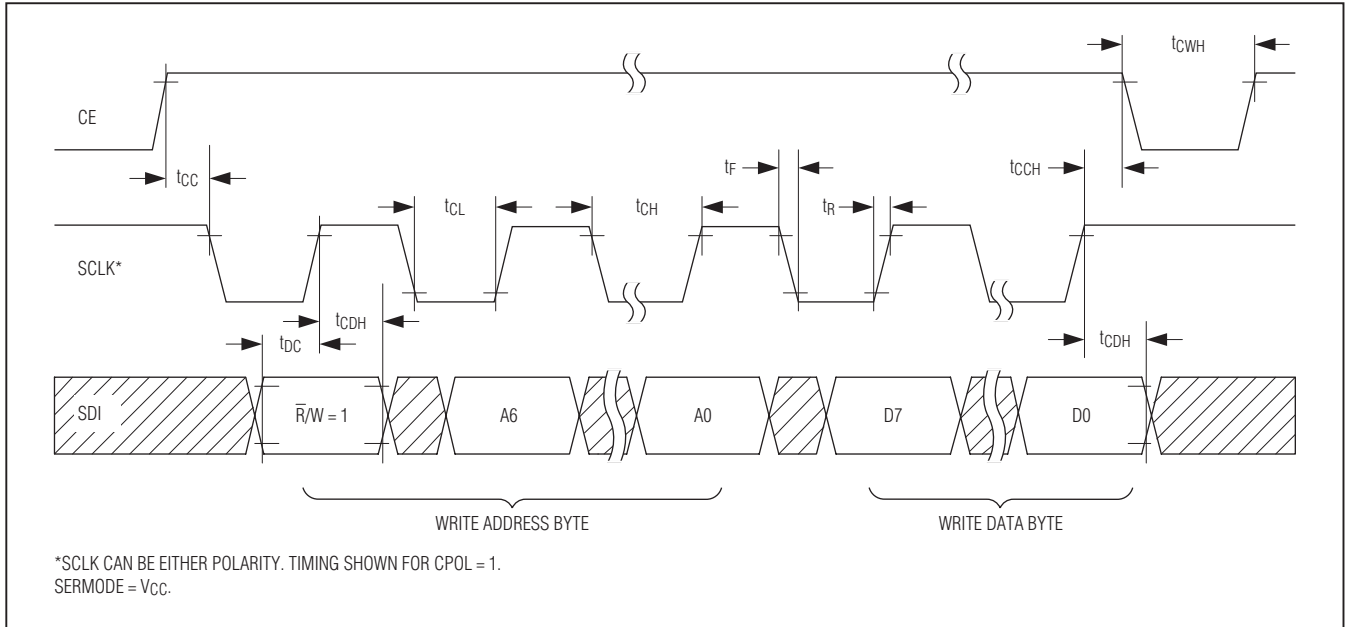 tCWH
CE
tCC
tF
tCCH
tCL
tCH
tR
SCLK*
tDC
tCDH
tCDH
SDI
R̅/W = 1
A6
A0
D7
D0
WRITE ADDRESS BYTE
WRITE DATA BYTE
*SCLK CAN BE EITHER POLARITY. TIMING SHOWN FOR CPOL = 1.
SERMODE = VCC.